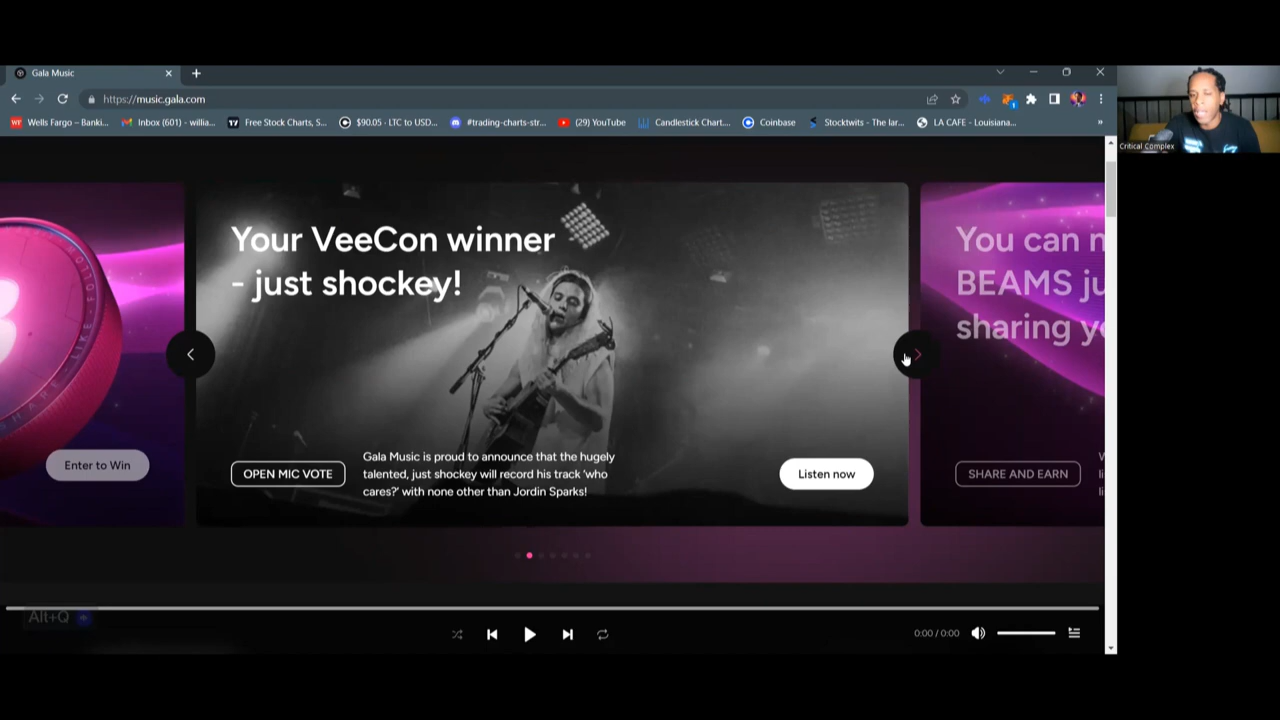 Gala Music
https://music.gala.com
Wells Fargo – Banki...
Inbox (601) - willia...
Free Stock Charts, S...
$90.05 · LTC to USD...
#trading-charts-str...
(29) YouTube
Candlestick Chart....
Coinbase
Stocktwits - The lar...
LA CAFE - Louisiana...
Critical Complex
SHARE - LIKE - FOLLO
Enter to Win
Your VeeCon winner
- just shockey!
OPEN MIC VOTE
Gala Music is proud to announce that the hugely
talented, just shockey will record his track 'who
cares?' with none other than Jordin Sparks!
Listen now
You can
BEAMS ju
sharing yo
SHARE AND EARN
Alt+Q
0:00 / 0:00